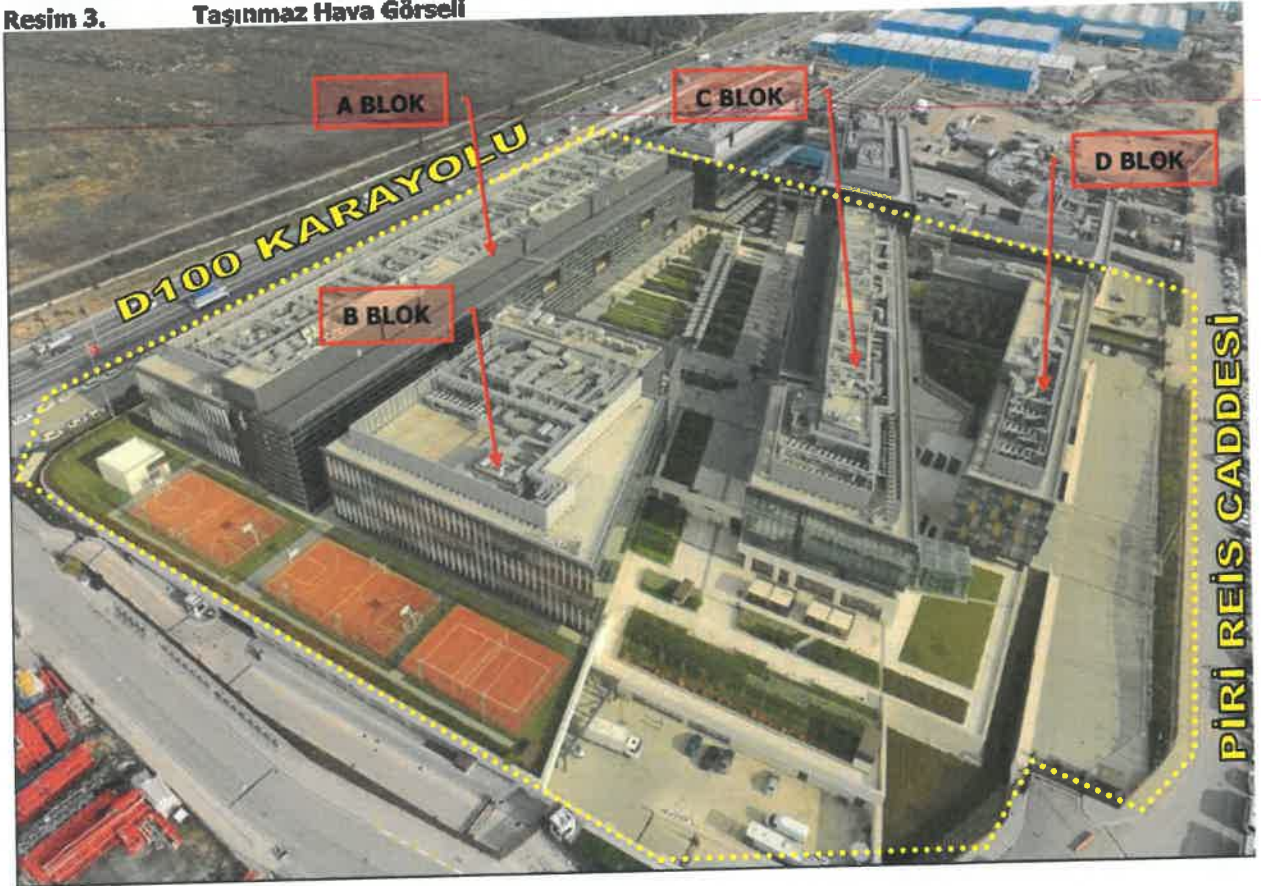 Resim 3. Taşınmaz Hava Görseli
A BLOK
C BLOK
D BLOK
D100 KARAYOLU
B BLOK
PİRİ REİS CADDESİ